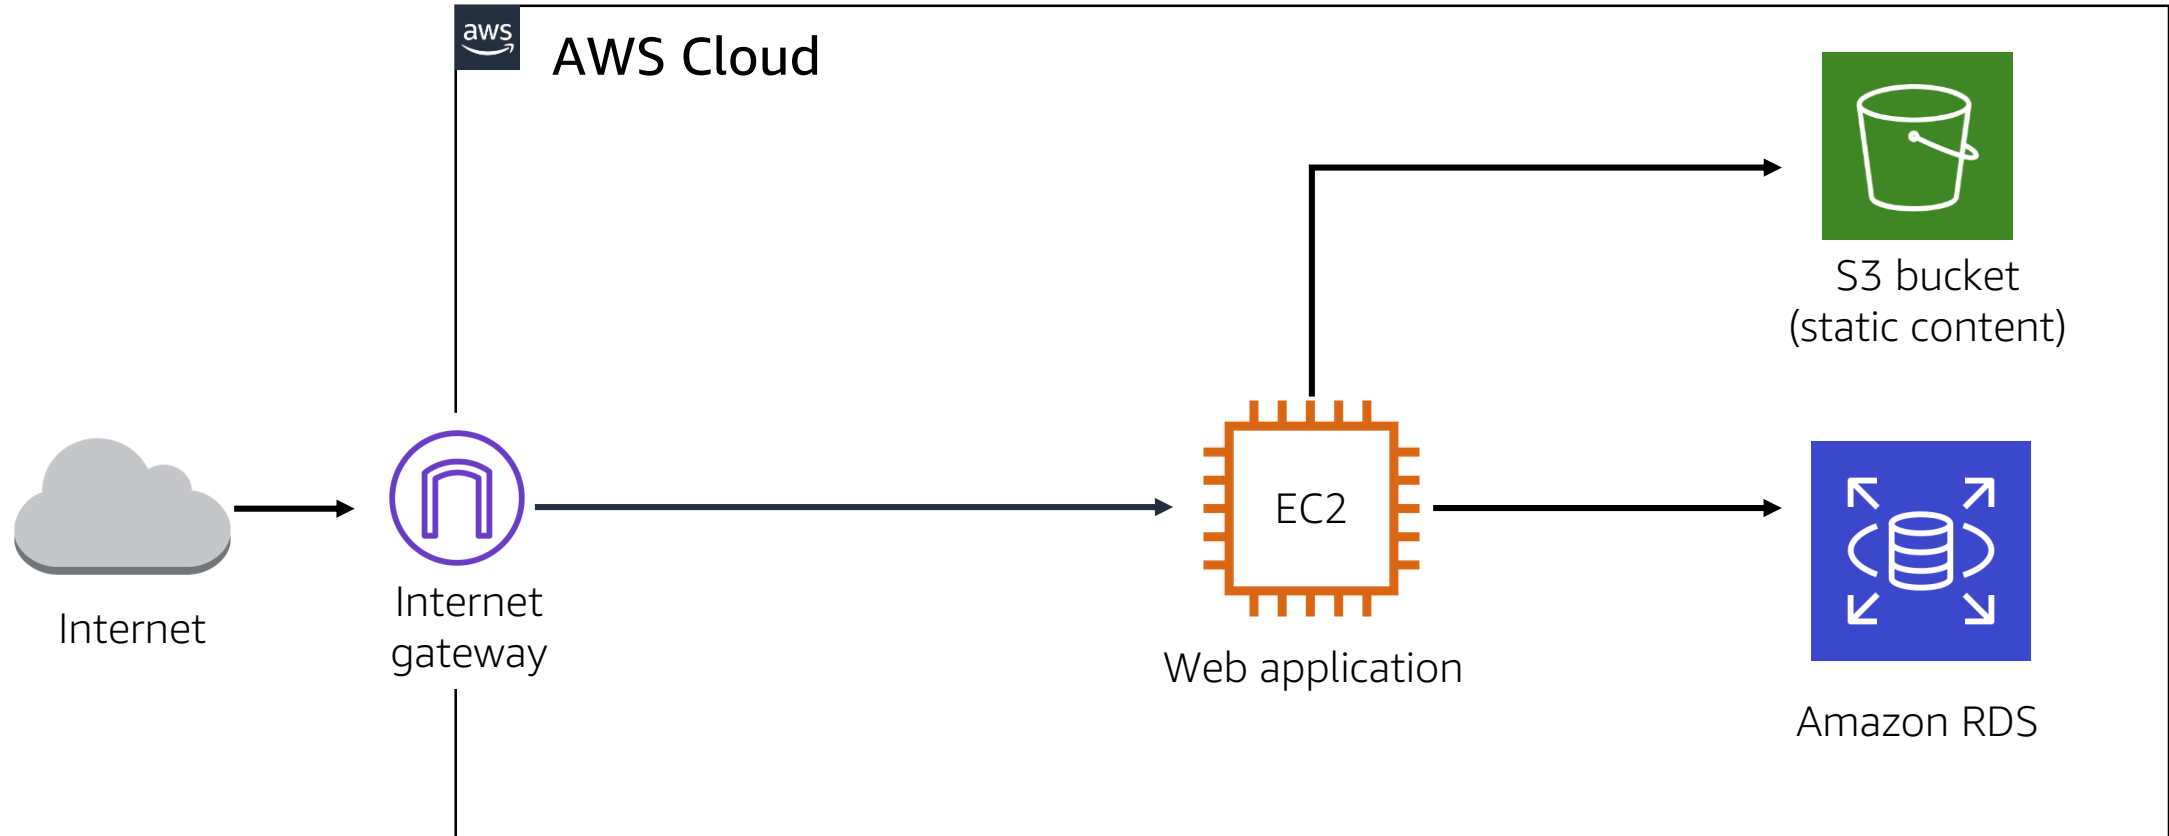 aws
AWS Cloud
S3 bucket
(static content)
EC2
Internet
Internet
gateway
Web application
Amazon RDS